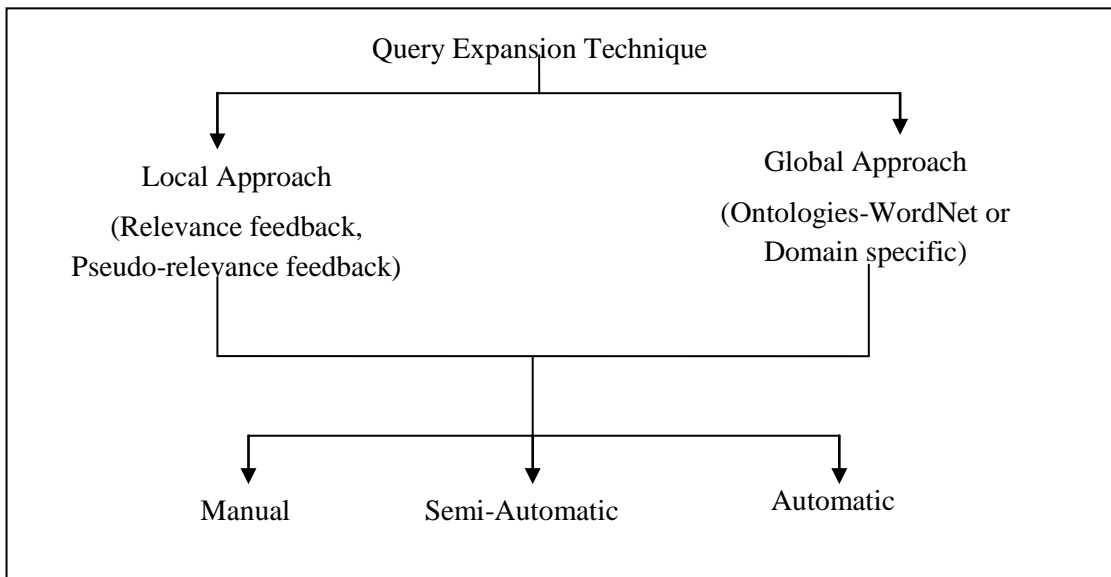 Query Expansion Technique
Local Approach
(Relevance feedback,
Pseudo-relevance feedback)
Global Approach
(Ontologies-WordNet or
Domain specific)
Manual
Semi-Automatic
Automatic